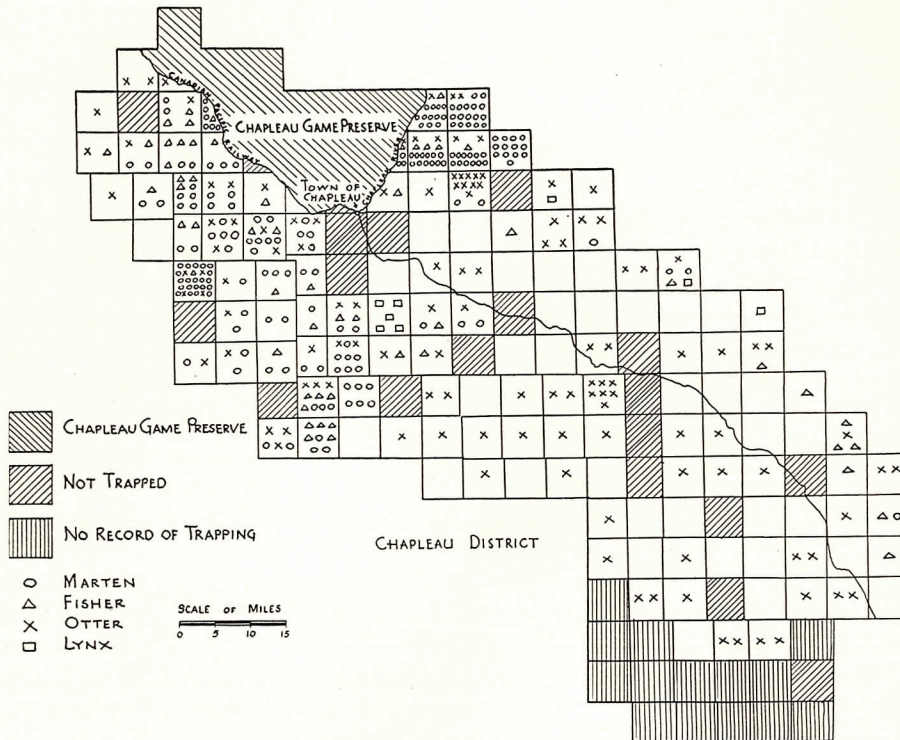 CANADIAN PACIFIC RAILWAY
CHAPLEAU GAME PRESERVE
CHAPLEAU RIVER
TOWN OF
CHAPLEAU
CHAPLEAU GAME PRESERVE
NOT TRAPPED
NO RECORD OF TRAPPING
CHAPLEAU DISTRICT
MARTEN
FISHER
OTTER
LYNX
SCALE OF MILES
0 5 10 15